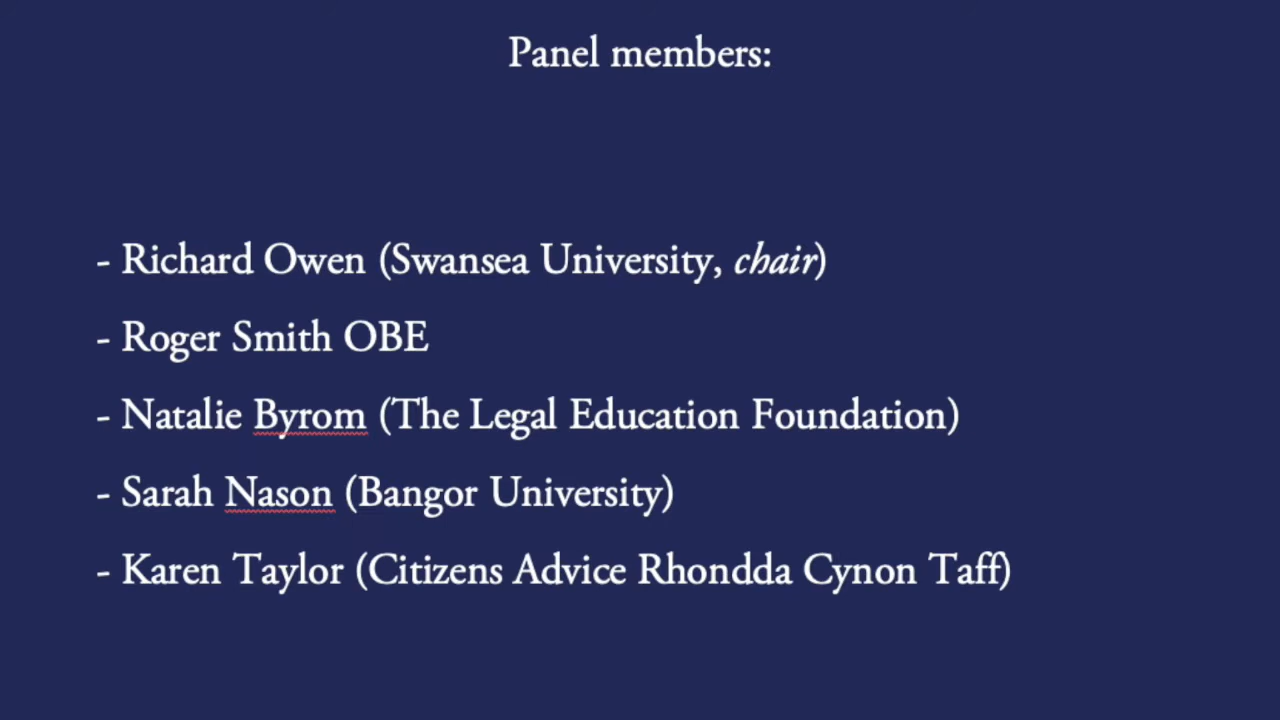 Panel members:
- Richard Owen (Swansea University, chair)
- Roger Smith OBE
- Natalie Byrom (The Legal Education Foundation)
- Sarah Nason (Bangor University)
- Karen Taylor (Citizens Advice Rhondda Cynon Taff)